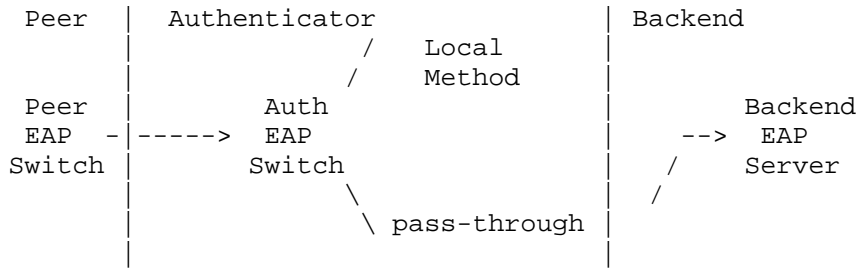 Peer | Authenticator | Backend
| / Local |
| / Method |
Peer | Auth | Backend
EAP -|-----> EAP | --> EAP
Switch | Switch | / Server
| \ | /
| \ pass-through |
| |